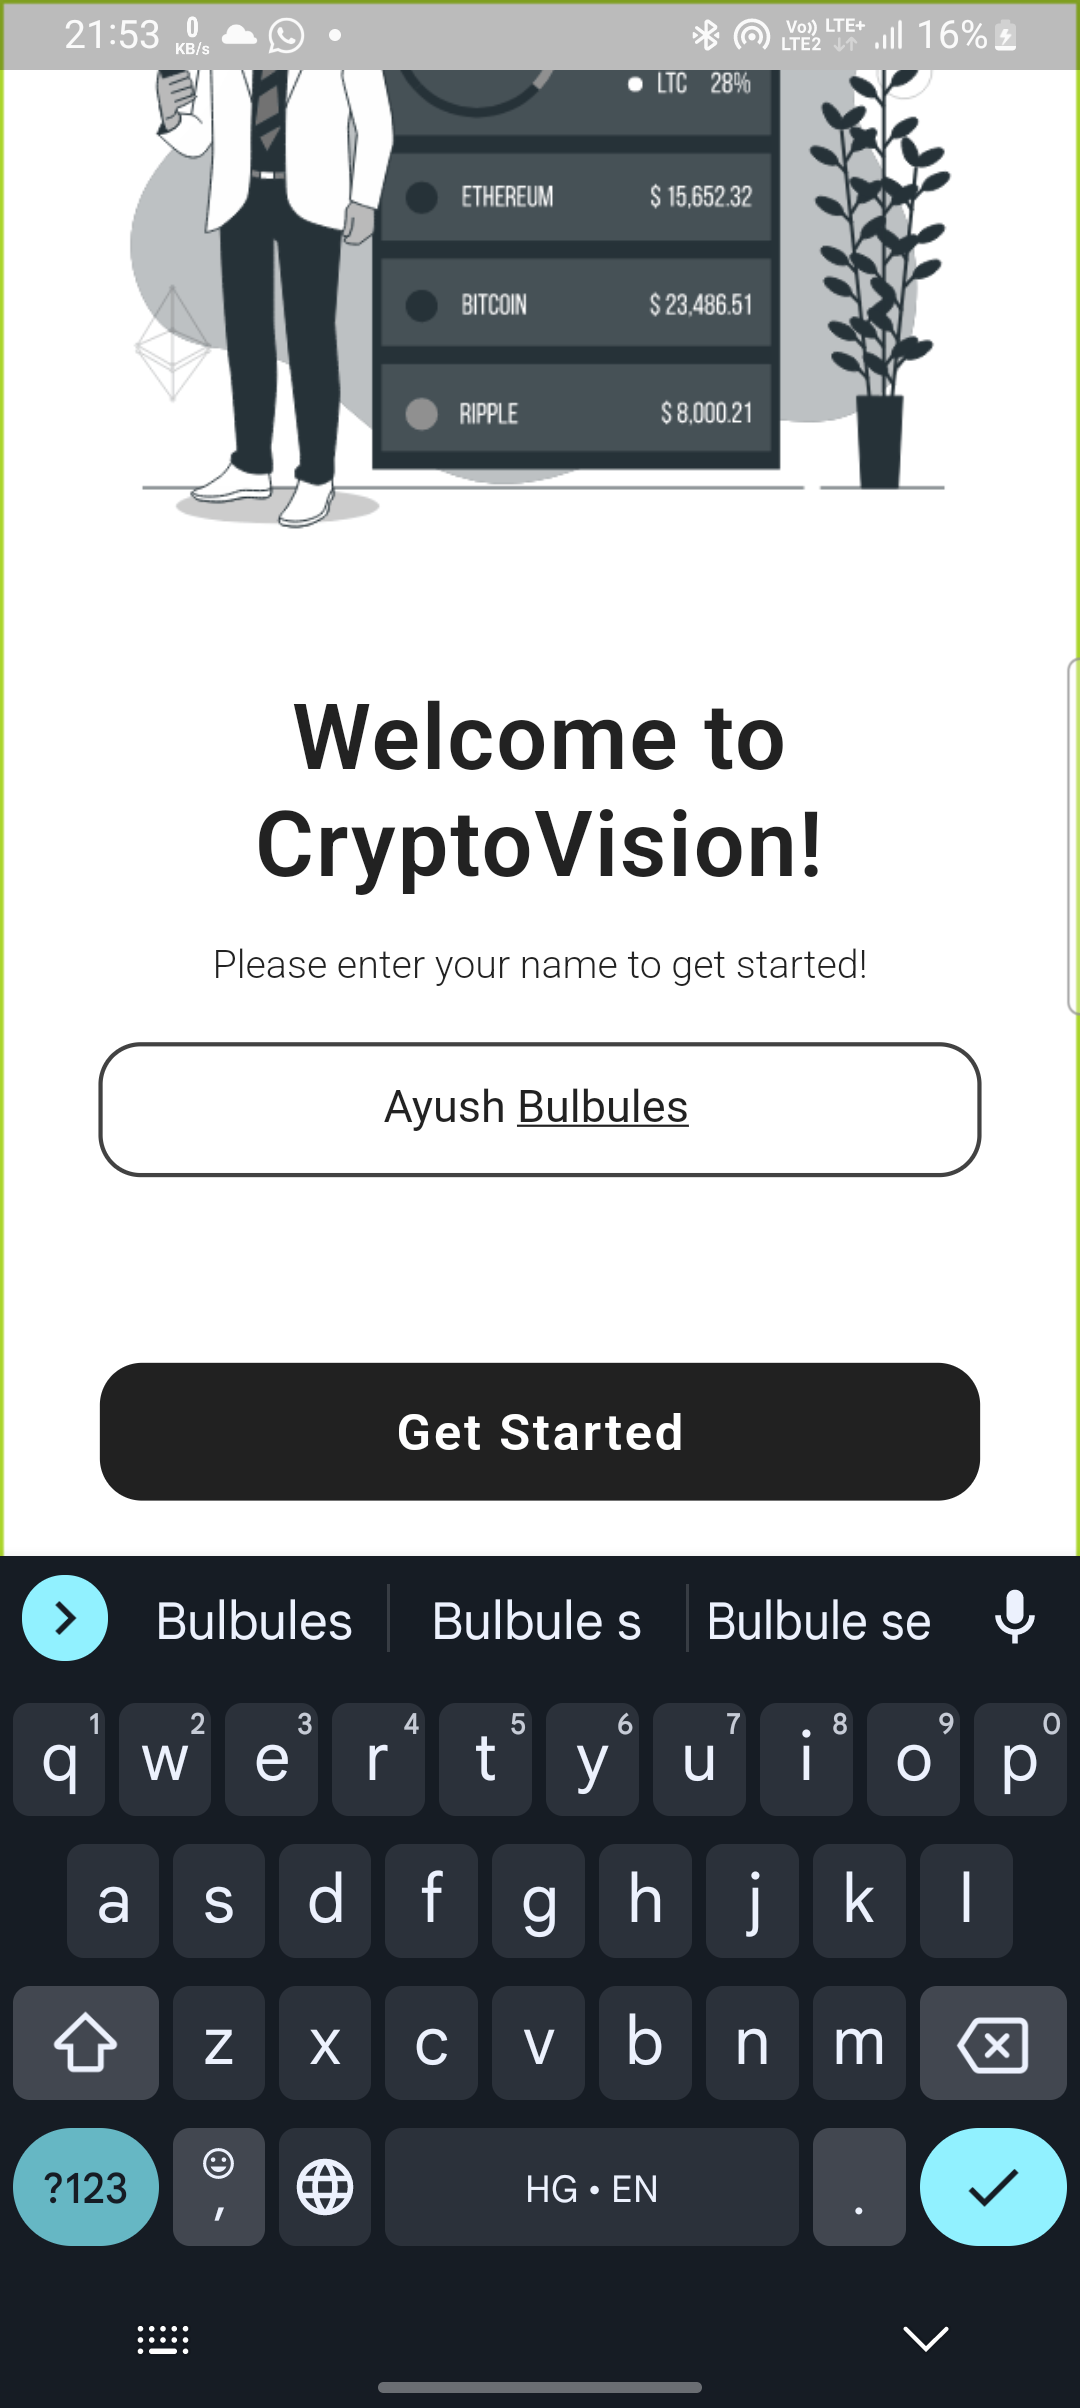 21:53 0 KB/s Vo)) LTE2 LTE+ 16%
LTC 28%
ETHEREUM $ 15,652.32
BITCOIN $ 23,486.51
RIPPLE $ 8,000.21
Welcome to
CryptoVision!
Please enter your name to get started!
Ayush Bulbules
Get Started
Bulbules Bulbule s Bulbule se
1 2 3 4 5 6 7 8 9 0
q w e r t y u i o p
a s d f g h j k l
z x c v b n m
?123 , HG • EN .